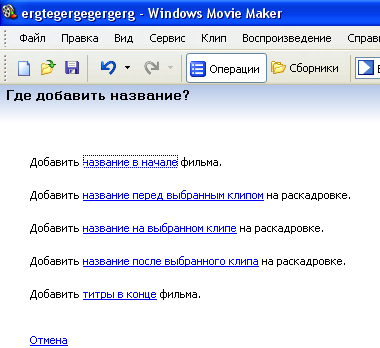 ergtegergegergerg - Windows Movie Maker
Файл Правка Вид Сервис Клип Воспроизведение
Операции Сборники
Где добавить название?
Добавить название в начале фильма.
Добавить название перед выбранным клипом на раскадровке.
Добавить название на выбранном клипе на раскадровке.
Добавить название после выбранного клипа на раскадровке.
Добавить титры в конце фильма.
Отмена